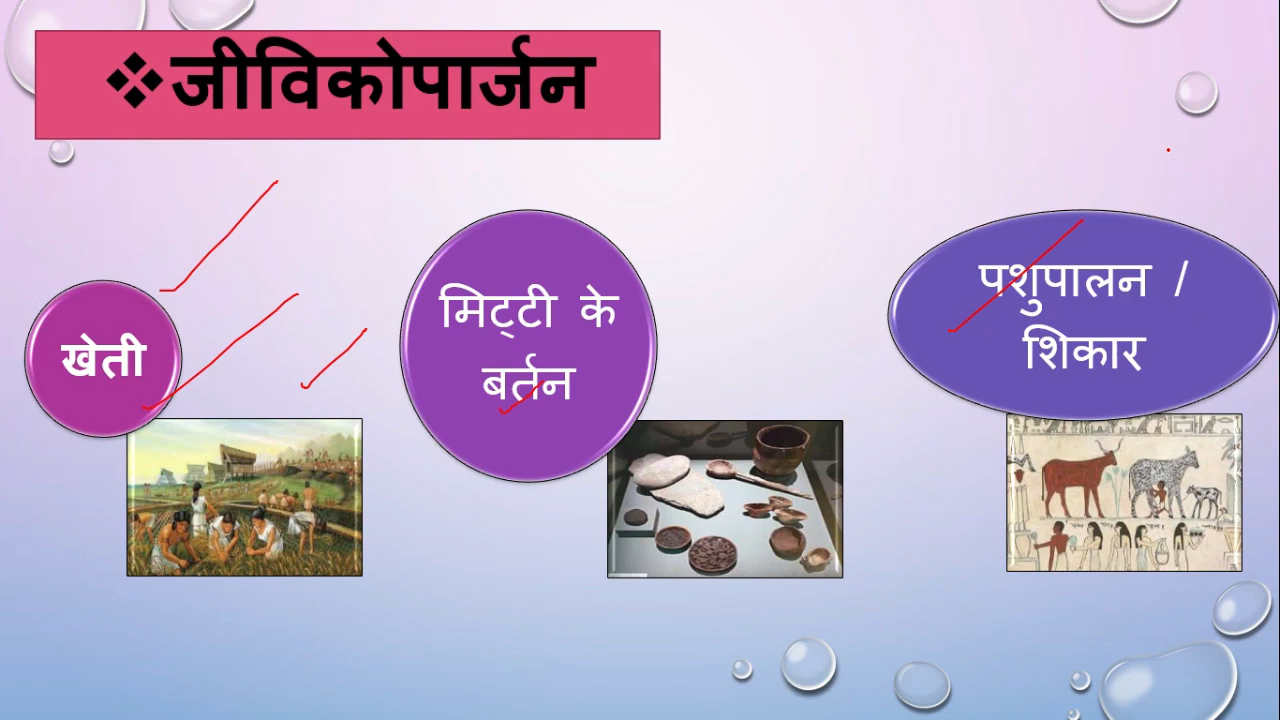 ❖जीविकोपार्जन
खेती
मिट्टी के
बर्तन
पशुपालन /
शिकार